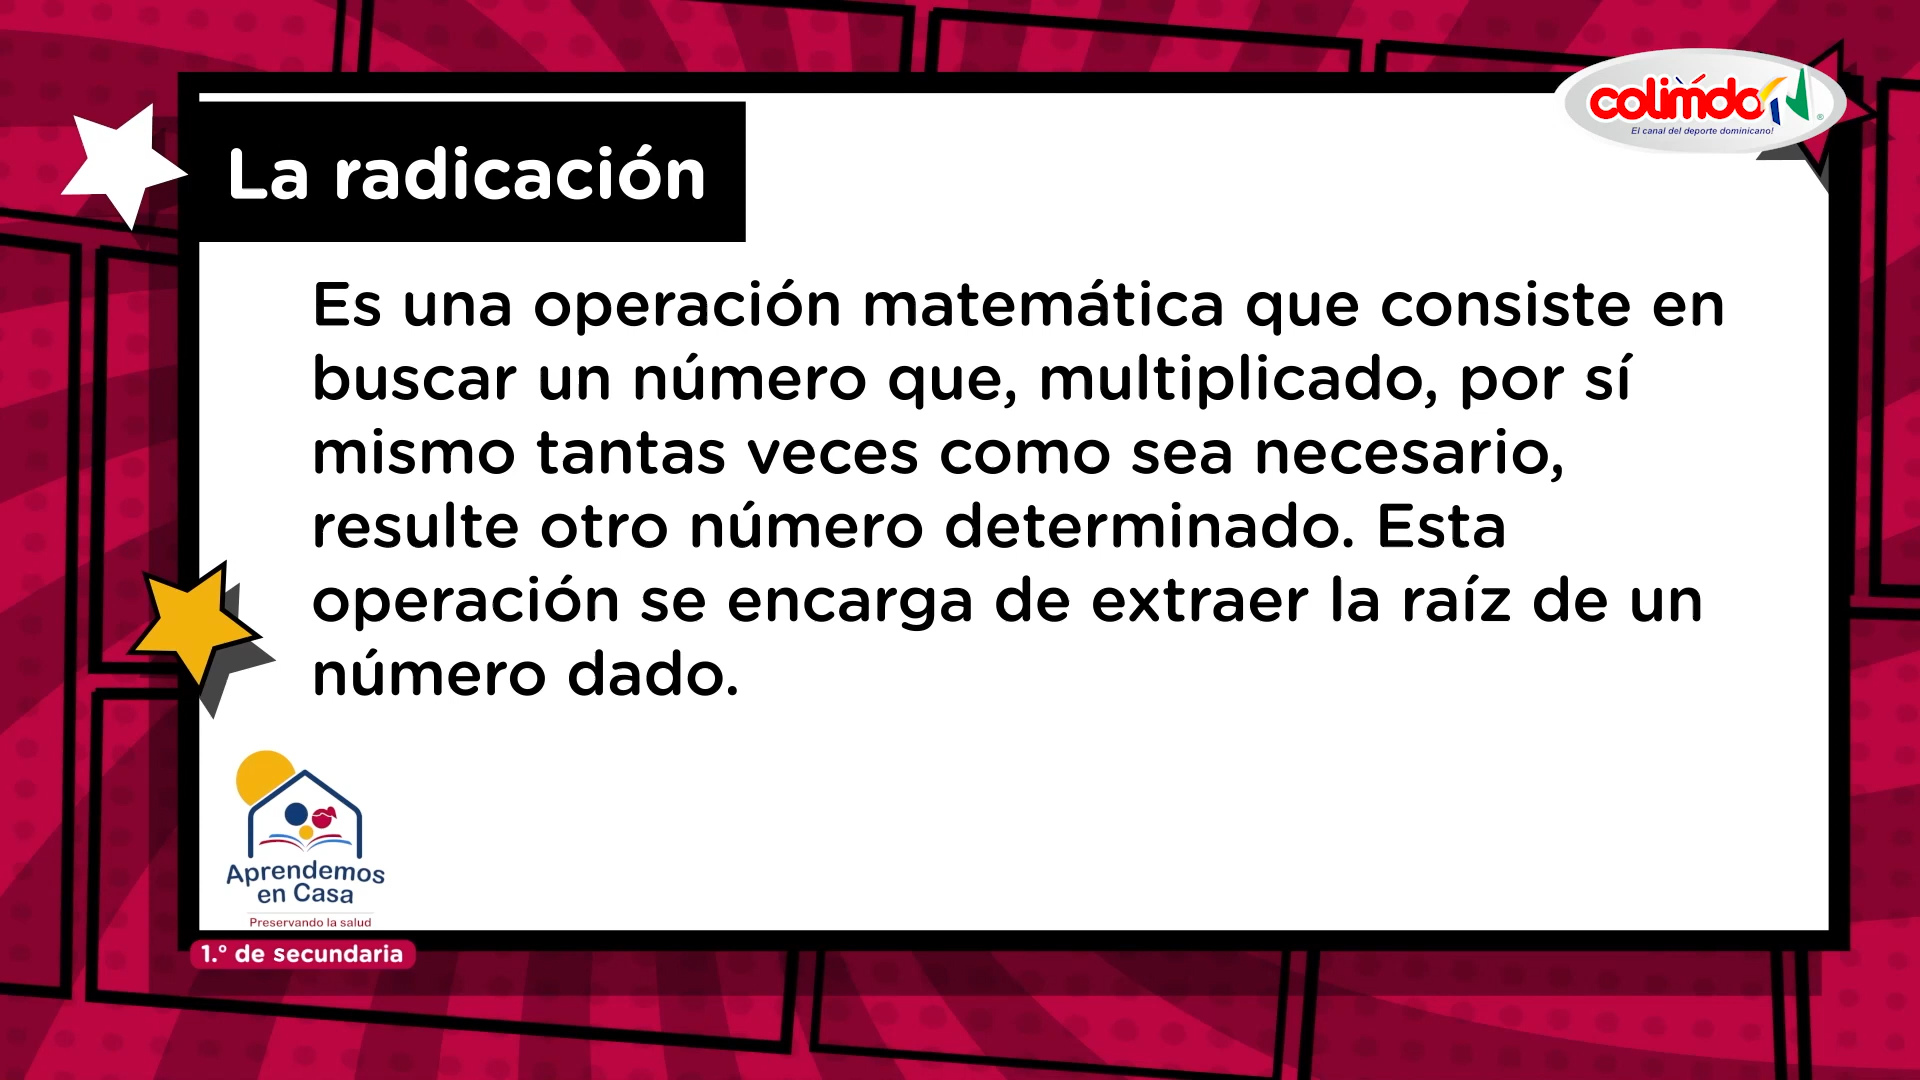 colimdo
El canal del deporte dominicano!
La radicación
Es una operación matemática que consiste en
buscar un número que, multiplicado, por sí
mismo tantas veces como sea necesario,
resulte otro número determinado. Esta
operación se encarga de extraer la raíz de un
número dado.
Aprendemos
en Casa
Preservando la salud
1.° de secundaria